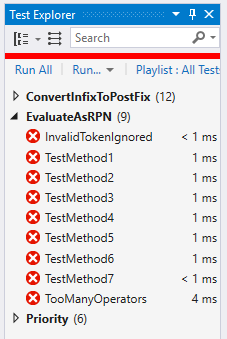 Test Explorer
Search
Run All Run... Playlist : All Tes
ConvertInfixToPostFix (12)
EvaluateAsRPN (9)
InvalidTokenIgnored < 1 ms
TestMethod1 1 ms
TestMethod2 1 ms
TestMethod3 1 ms
TestMethod4 1 ms
TestMethod5 1 ms
TestMethod6 1 ms
TestMethod7 < 1 ms
TooManyOperators 4 ms
Priority (6)